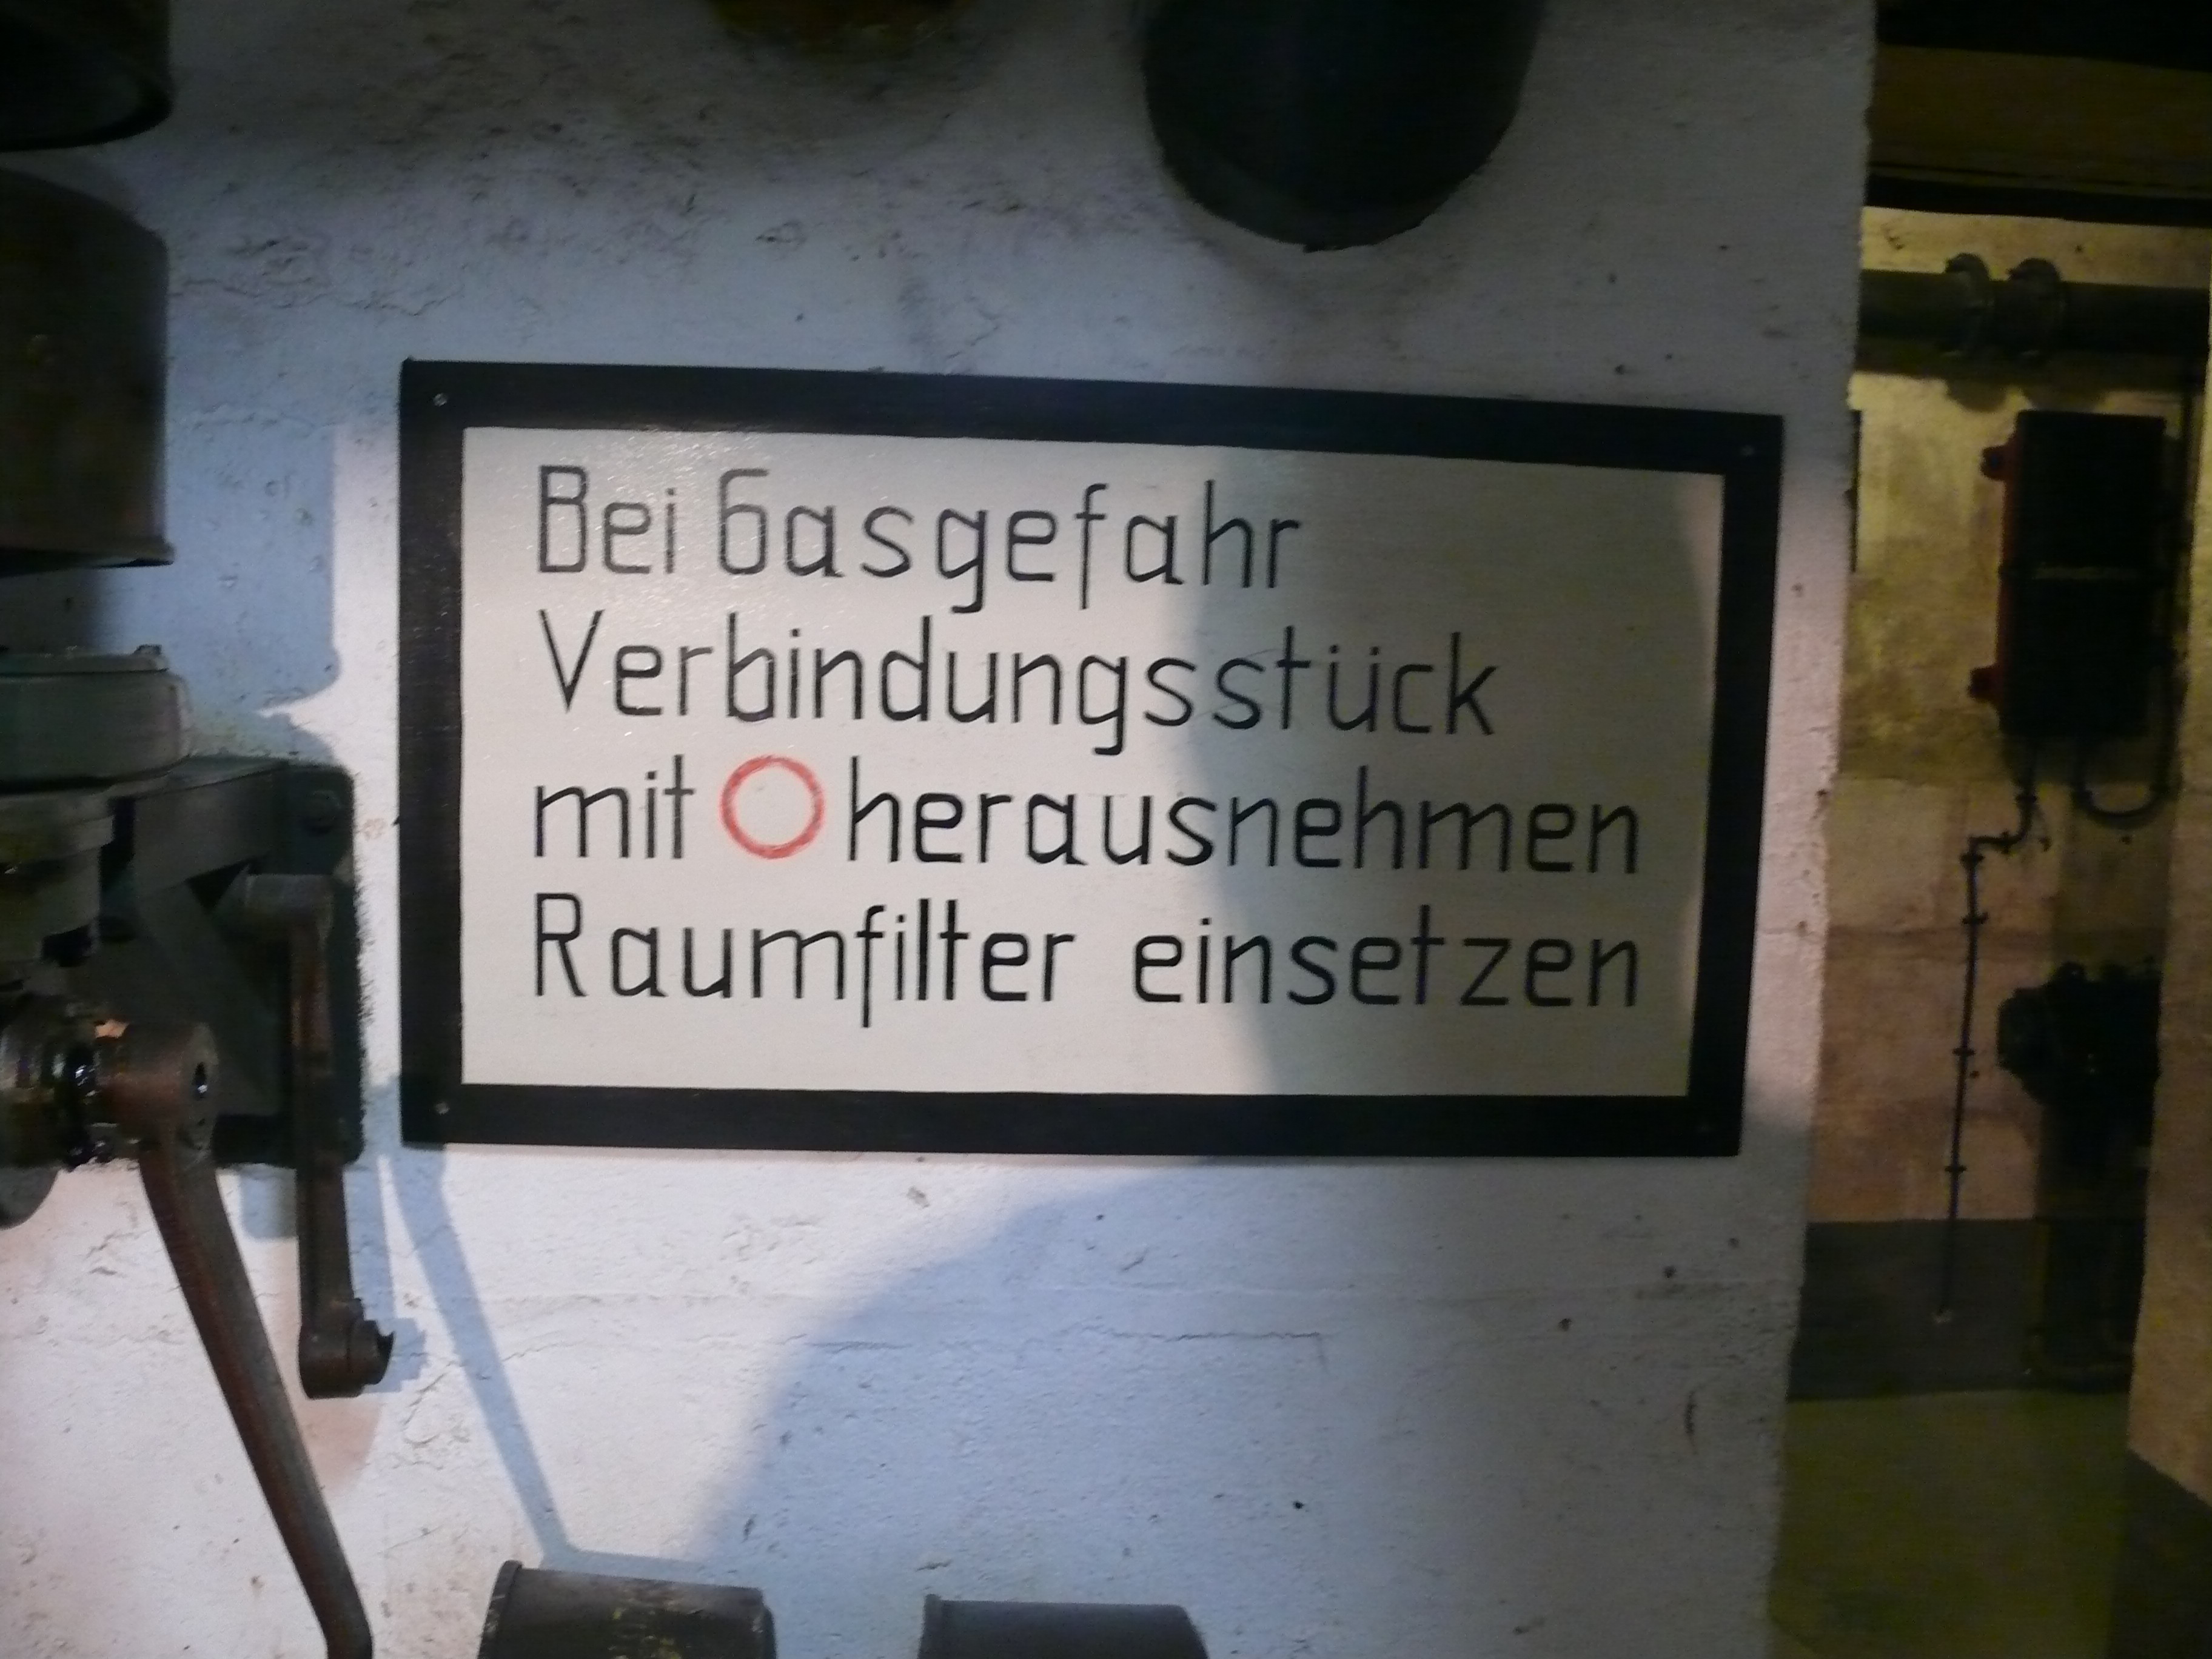 Bei Gasgefahr
Verbindungsstück
mit O herausnehmen
Raumfilter einsetzen